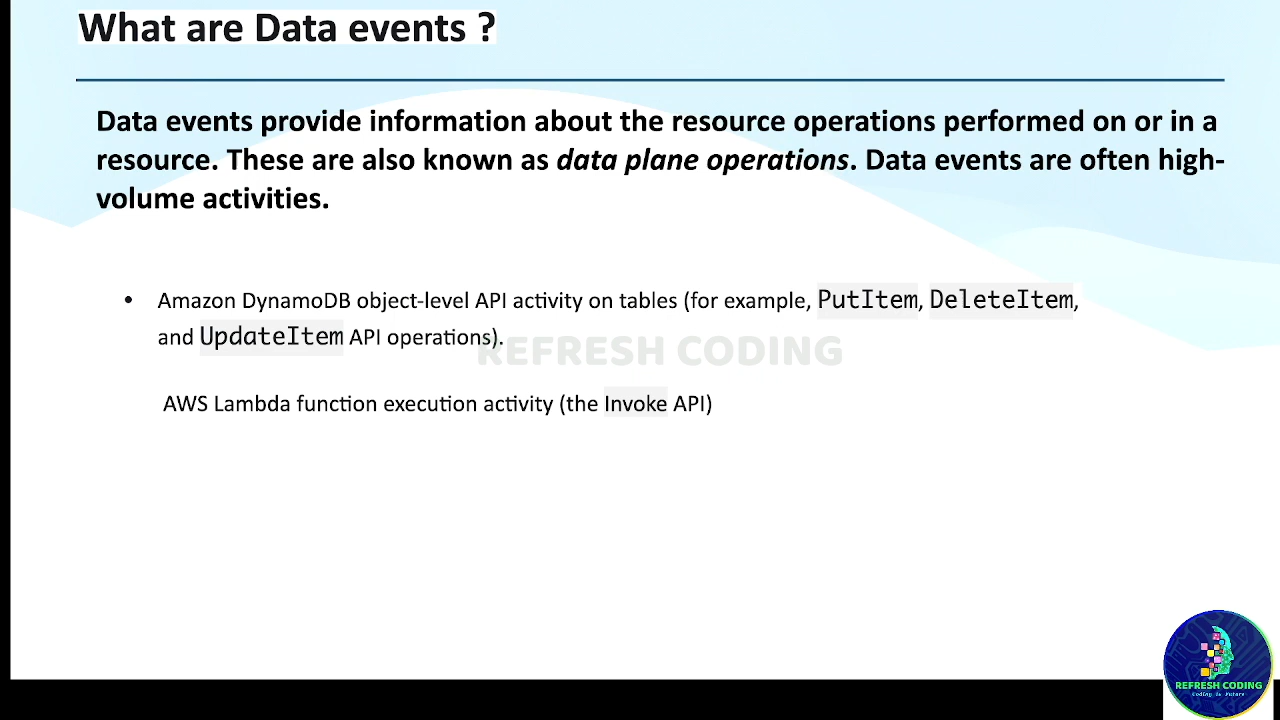 What are Data events ?
Data events provide information about the resource operations performed on or in a
resource. These are also known as data plane operations. Data events are often high-
volume activities.
• Amazon DynamoDB object-level API activity on tables (for example, PutItem, DeleteItem,
and UpdateItem API operations).
REFRESH CODING
AWS Lambda function execution activity (the Invoke API)
REFRESH CODING
Coding is Future